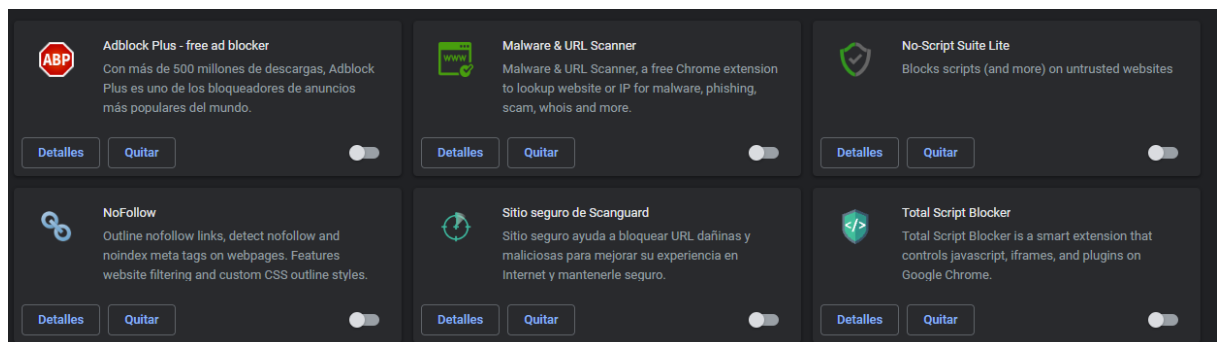 ABP
Adblock Plus - free ad blocker
Con más de 500 millones de descargas, Adblock
Plus es uno de los bloqueadores de anuncios
más populares del mundo.
Detalles
Quitar
WWW
Malware & URL Scanner
Malware & URL Scanner, a free Chrome extension
to lookup website or IP for malware, phishing,
scam, whois and more.
Detalles
Quitar
No-Script Suite Lite
Blocks scripts (and more) on untrusted websites
Detalles
Quitar
NoFollow
Outline nofollow links, detect nofollow and
noindex meta tags on webpages. Features
website filtering and custom CSS outline styles.
Detalles
Quitar
Sitio seguro de Scanguard
Sitio seguro ayuda a bloquear URL dañinas y
maliciosas para mejorar su experiencia en
Internet y mantenerle seguro.
Detalles
Quitar
</>
Total Script Blocker
Total Script Blocker is a smart extension that
controls javascript, iframes, and plugins on
Google Chrome.
Detalles
Quitar